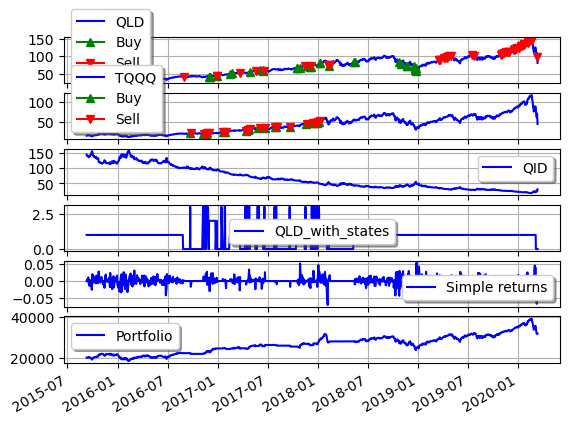 QLD
Buy
Sell
150
100
50
TQQQ
Buy
Sell
100
50
150
100
50
QID
2.5
0.0
QLD_with_states
0.05
0.00
−0.05
Simple returns
40000
20000
Portfolio
2015-07
2016-01
2016-07
2017-01
2017-07
2018-01
2018-07
2019-01
2019-07
2020-01